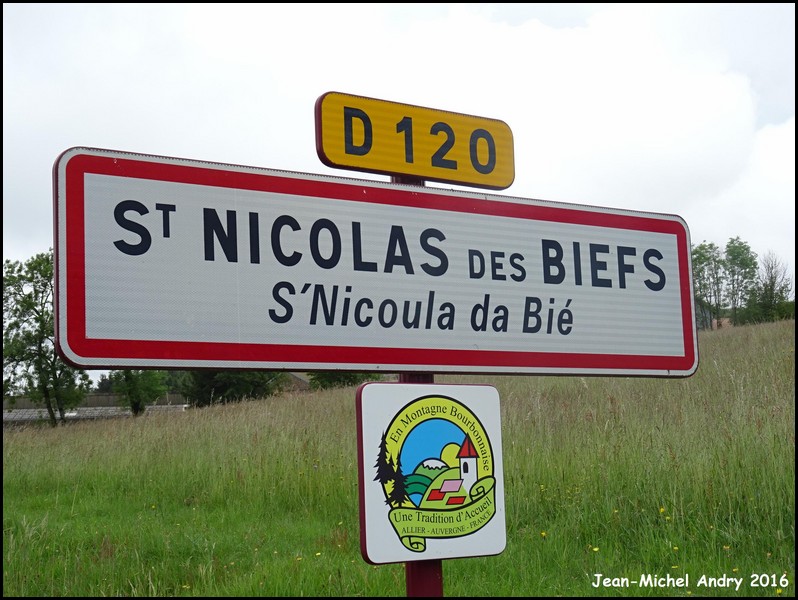 D 120
ST NICOLAS DES BIEFS
S'Nicoula da Bié
En Montagne Bourbonnaise
Une Tradition d'Accueil
ALLIER - AUVERGNE - FRANCE
Jean-Michel Andry 2016